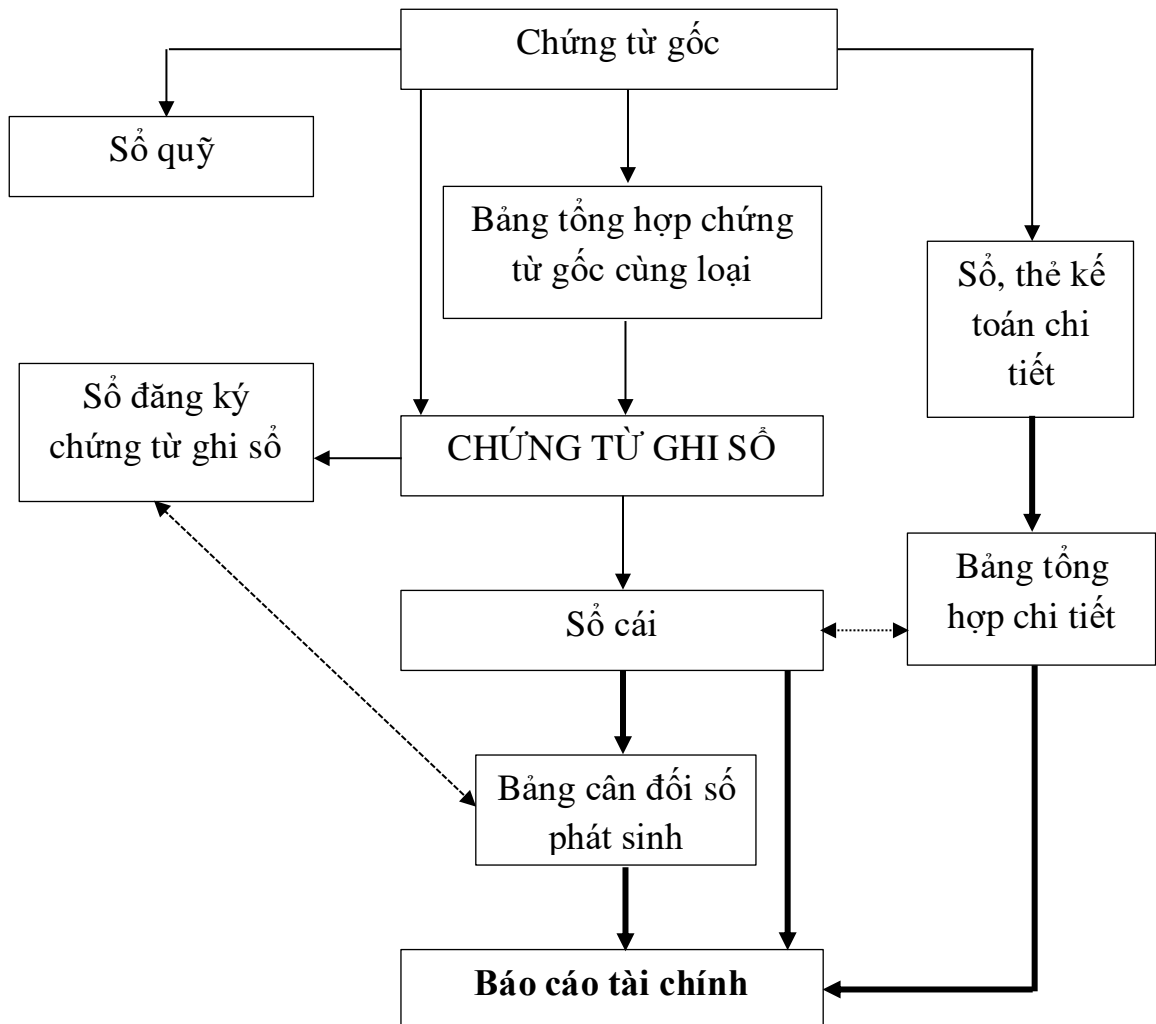 Chứng từ gốc
Sổ quỹ
Bảng tổng hợp chứng
từ gốc cùng loại
Sổ, thẻ kế
toán chi
tiết
Sổ đăng ký
chứng từ ghi sổ
CHỨNG TỪ GHI SỔ
Bảng tổng
hợp chi tiết
Sổ cái
Bảng cân đối số
phát sinh
Báo cáo tài chính